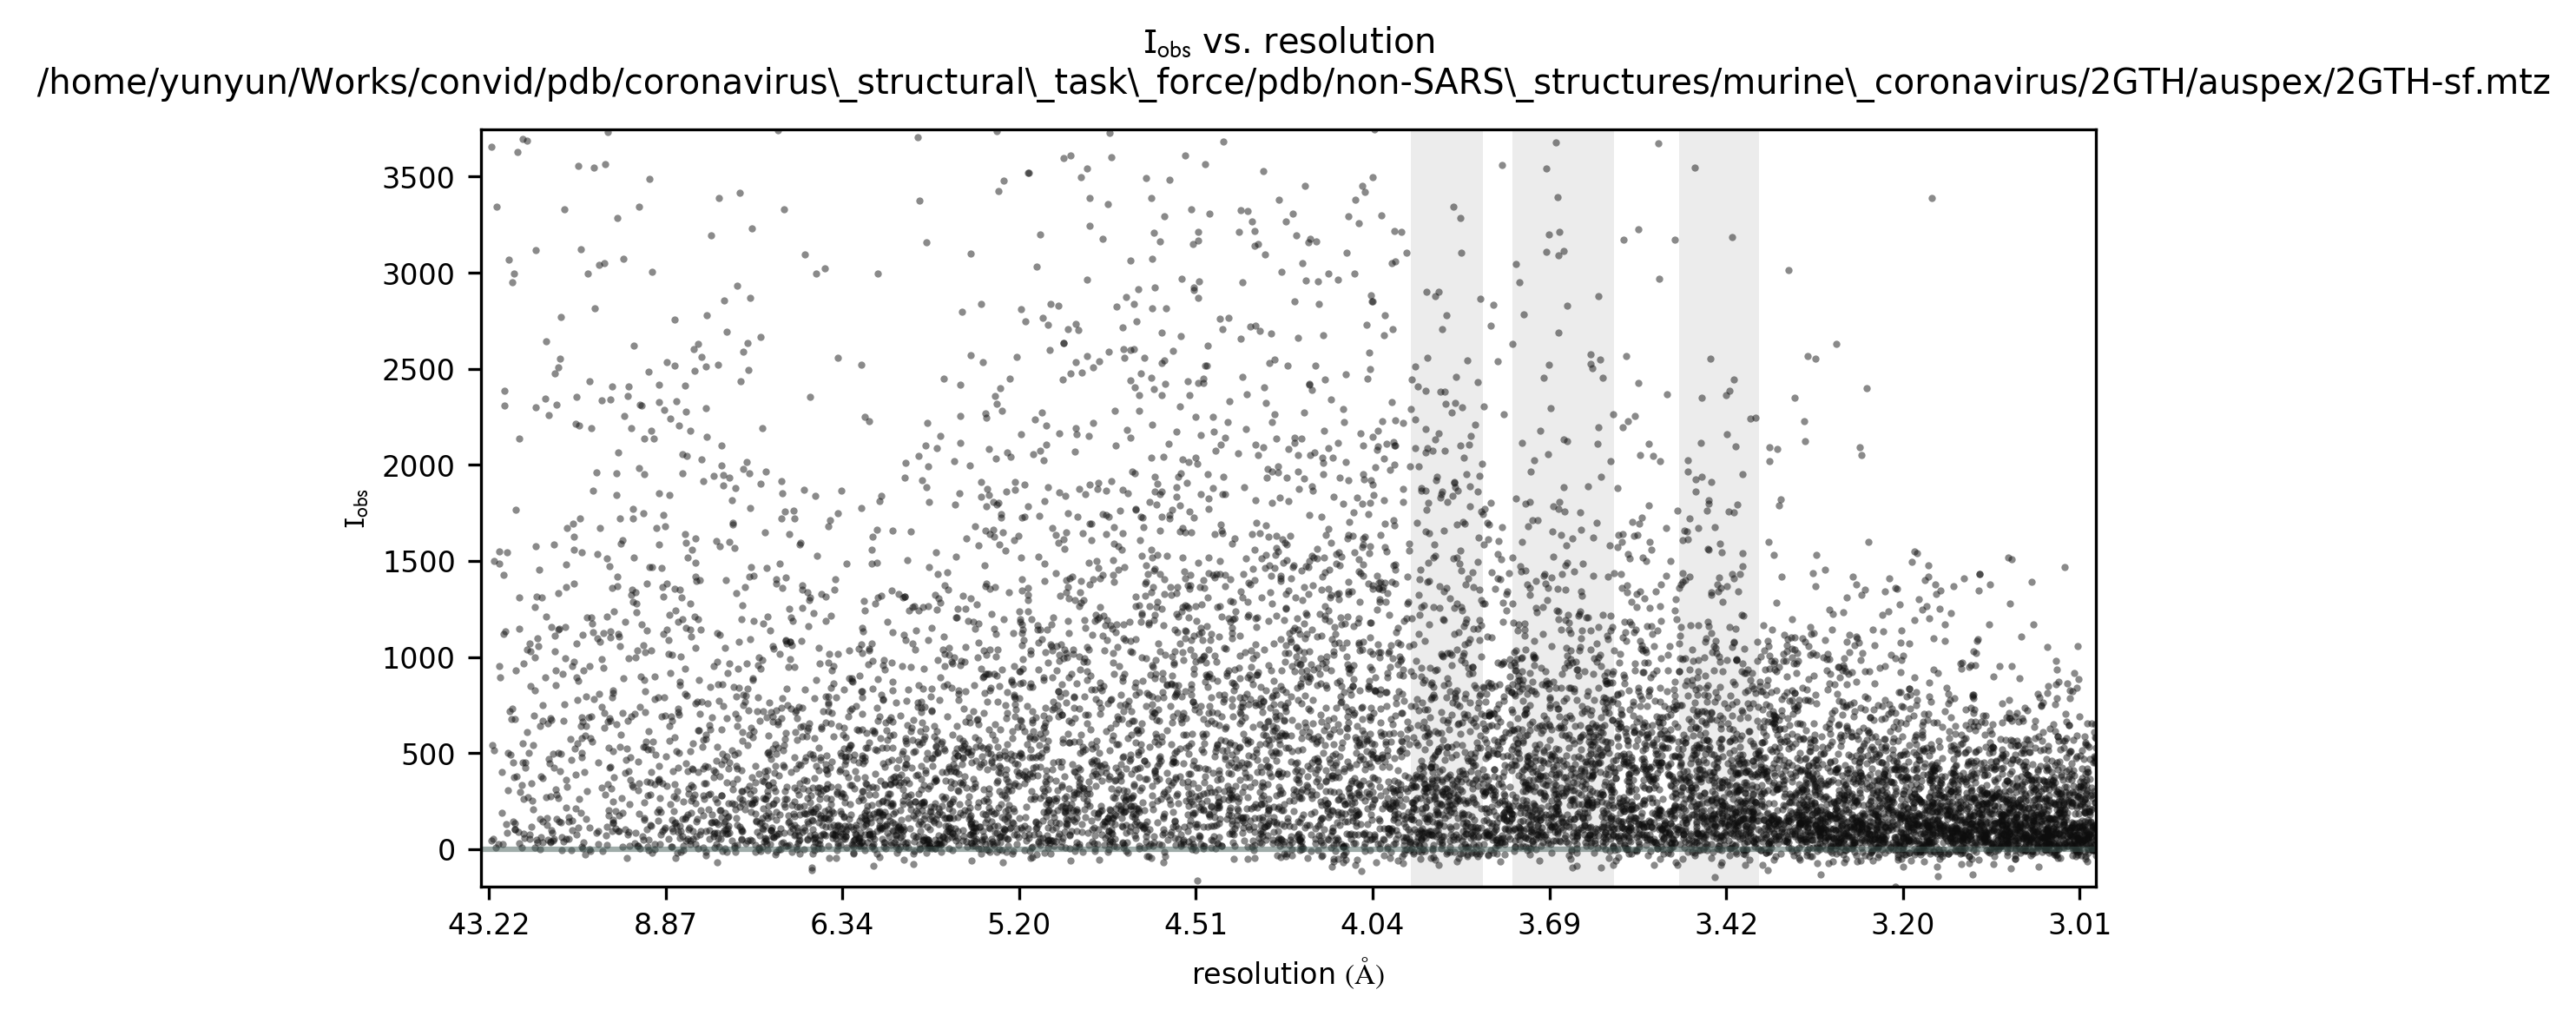 Iobs vs. resolution
/home/yunyun/Works/convid/pdb/coronavirus\_structural\_task\_force/pdb/non-SARS\_structures/murine\_coronavirus/2GTH/auspex/2GTH-sf.mtz
3500
3000
2500
2000
1500
1000
500
0
Iobs
43.22 8.87 6.34 5.20 4.51 4.04 3.69 3.42 3.20 3.01
resolution (Å)